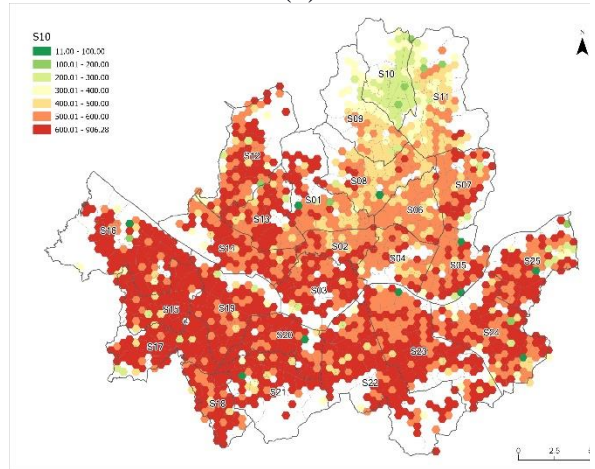 S10
11.00 - 100.00
100.01 - 200.00
200.01 - 300.00
300.01 - 400.00
400.01 - 500.00
500.01 - 600.00
600.01 - 906.28
S10
S11
S09
S12
S08
S07
S01
S06
S13
S16
S14
S02
S04
S05
S25
S03
S15
S19
S20
S24
S17
S23
S22
S21
S18
0 2.5